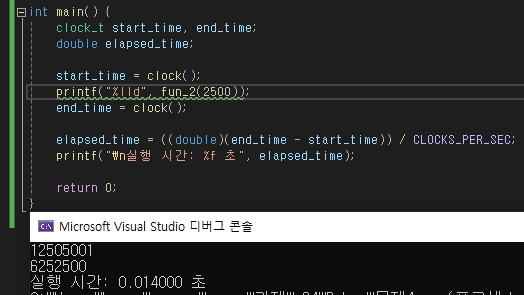 int main() {
clock_t start_time, end_time;
double elapsed_time;
start_time = clock();
printf("%lld", fun_2(2500));
end_time = clock();
elapsed_time = ((double)(end_time - start_time)) / CLOCKS_PER_SEC;
printf("₩n실행 시간: %f 초", elapsed_time);
return 0;
}
Microsoft Visual Studio 디버그 콘솔
12505001
6252500
실행 시간: 0.014000 초